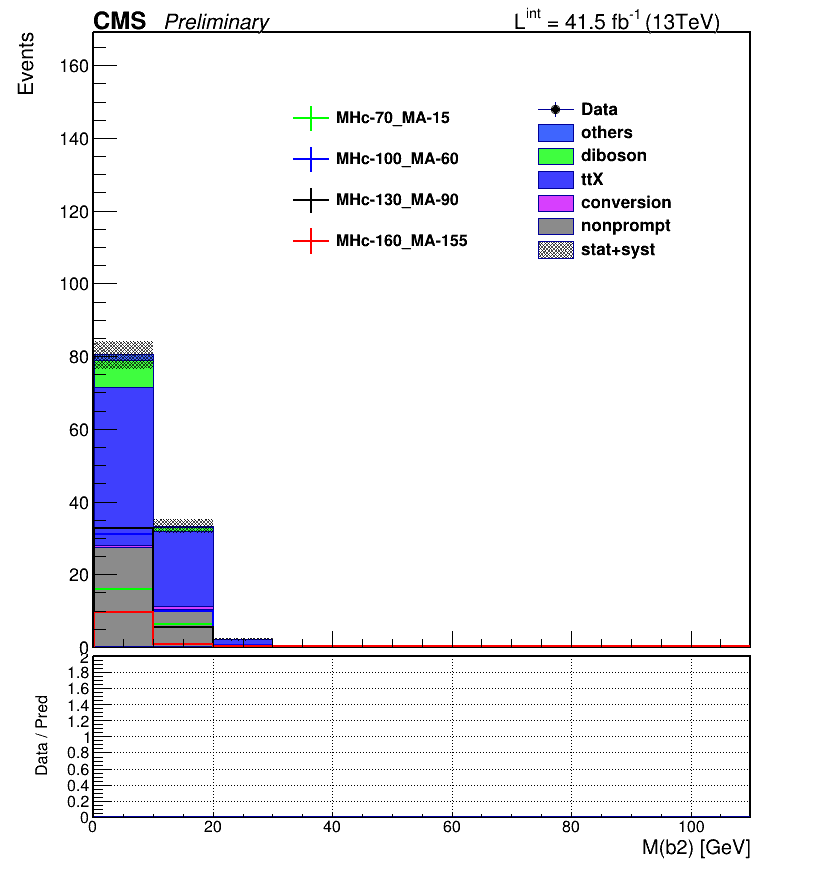 CMS Preliminary L^int = 41.5 fb^-1 (13TeV)
Events
160
140
120
100
80
60
40
20
0
MHc-70_MA-15
MHc-100_MA-60
MHc-130_MA-90
MHc-160_MA-155
Data
others
diboson
ttX
conversion
nonprompt
stat+syst
Data / Pred
2
1.8
1.6
1.4
1.2
1
0.8
0.6
0.4
0.2
0
0 20 40 60 80 100
M(b2) [GeV]